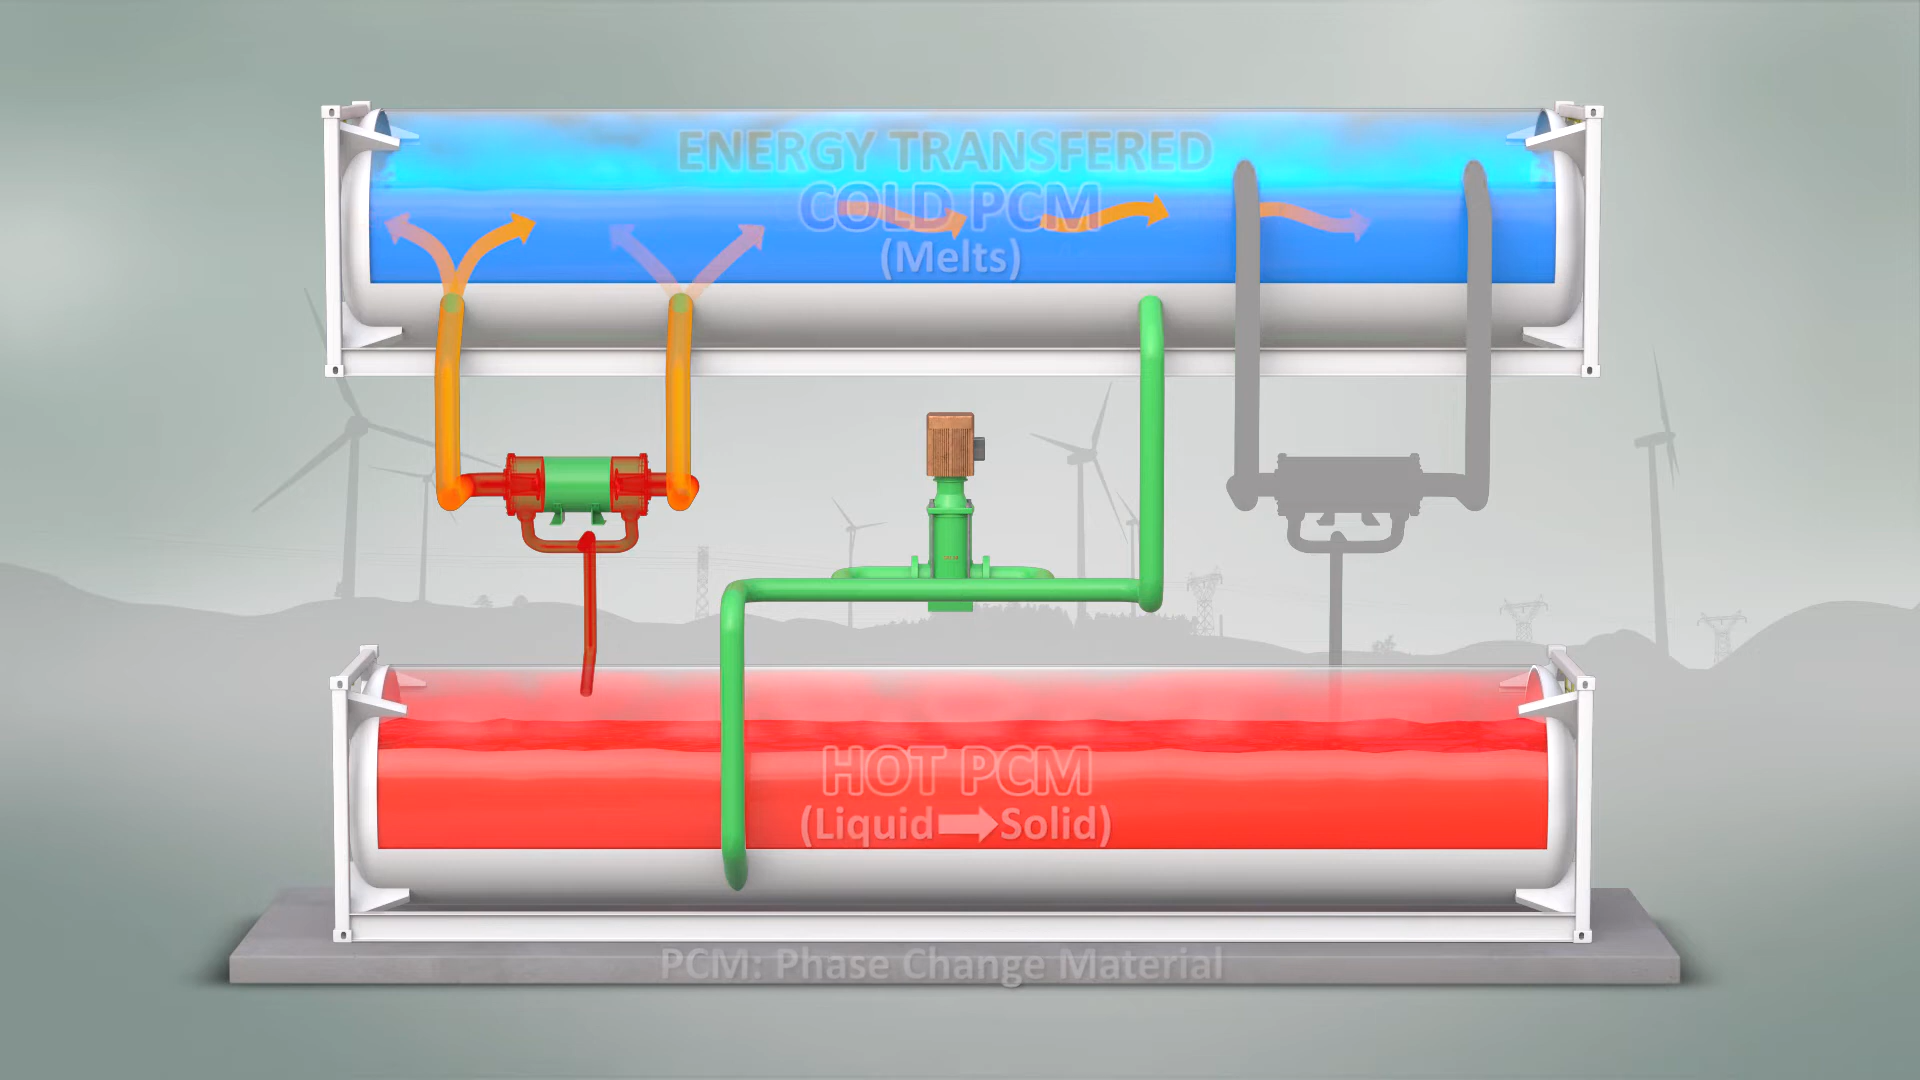 ENERGY TRANSFERED
COLD PCM
(Melts)
HOT PCM
(Liquid➡Solid)
PCM: Phase Change Material